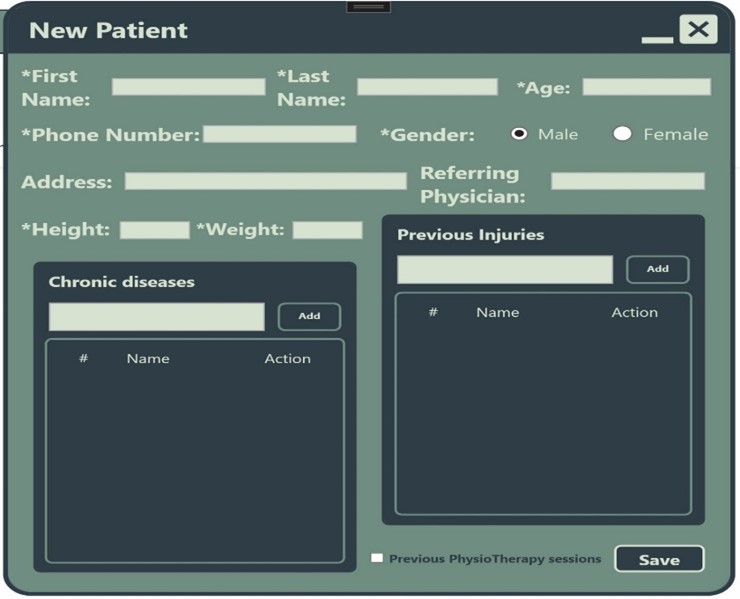 New Patient
*First Name:
*Last Name:
*Age:
*Phone Number:
*Gender:
Male
Female
Address:
Referring Physician:
*Height:
*Weight:
Previous Injuries
Add
# Name Action
Chronic diseases
Add
# Name Action
Previous PhysioTherapy sessions
Save